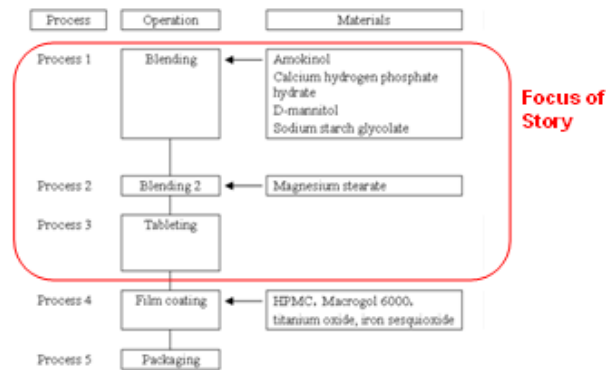 Process Operation Materials
Process 1 Blending Amokinol
Calcium hydrogen phosphate
hydrate
D-mannitol
Sodium starch glycolate
Focus of
Story
Process 2 Blending 2 Magnesium stearate
Process 3 Tableting
Process 4 Film coating HPMC, Macrogol 6000,
titanium oxide, iron sesquioxide
Process 5 Packaging